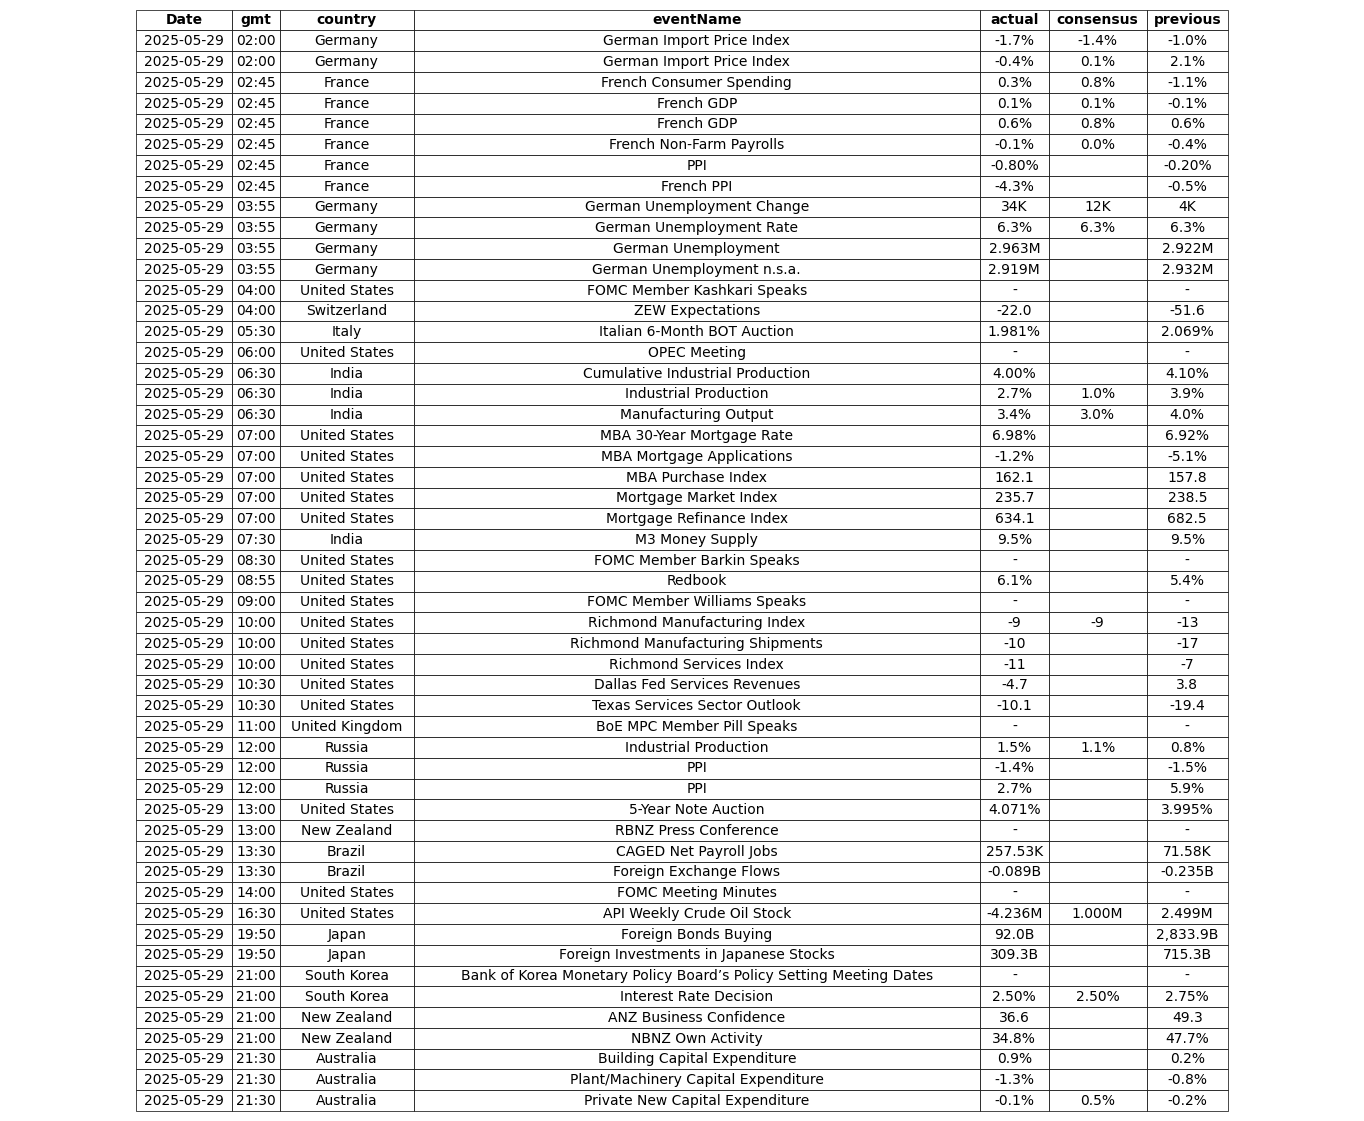 Date gmt country eventName actual consensus previous
2025-05-29 02:00 Germany German Import Price Index -1.7% -1.4% -1.0%
2025-05-29 02:00 Germany German Import Price Index -0.4% 0.1% 2.1%
2025-05-29 02:45 France French Consumer Spending 0.3% 0.8% -1.1%
2025-05-29 02:45 France French GDP 0.1% 0.1% -0.1%
2025-05-29 02:45 France French GDP 0.6% 0.8% 0.6%
2025-05-29 02:45 France French Non-Farm Payrolls -0.1% 0.0% -0.4%
2025-05-29 02:45 France PPI -0.80% -0.20%
2025-05-29 02:45 France French PPI -4.3% -0.5%
2025-05-29 03:55 Germany German Unemployment Change 34K 12K 4K
2025-05-29 03:55 Germany German Unemployment Rate 6.3% 6.3% 6.3%
2025-05-29 03:55 Germany German Unemployment 2.963M 2.922M
2025-05-29 03:55 Germany German Unemployment n.s.a. 2.919M 2.932M
2025-05-29 04:00 United States FOMC Member Kashkari Speaks - -
2025-05-29 04:00 Switzerland ZEW Expectations -22.0 -51.6
2025-05-29 05:30 Italy Italian 6-Month BOT Auction 1.981% 2.069%
2025-05-29 06:00 United States OPEC Meeting - -
2025-05-29 06:30 India Cumulative Industrial Production 4.00% 4.10%
2025-05-29 06:30 India Industrial Production 2.7% 1.0% 3.9%
2025-05-29 06:30 India Manufacturing Output 3.4% 3.0% 4.0%
2025-05-29 07:00 United States MBA 30-Year Mortgage Rate 6.98% 6.92%
2025-05-29 07:00 United States MBA Mortgage Applications -1.2% -5.1%
2025-05-29 07:00 United States MBA Purchase Index 162.1 157.8
2025-05-29 07:00 United States Mortgage Market Index 235.7 238.5
2025-05-29 07:00 United States Mortgage Refinance Index 634.1 682.5
2025-05-29 07:30 India M3 Money Supply 9.5% 9.5%
2025-05-29 08:30 United States FOMC Member Barkin Speaks - -
2025-05-29 08:55 United States Redbook 6.1% 5.4%
2025-05-29 09:00 United States FOMC Member Williams Speaks - -
2025-05-29 10:00 United States Richmond Manufacturing Index -9 -9 -13
2025-05-29 10:00 United States Richmond Manufacturing Shipments -10 -17
2025-05-29 10:00 United States Richmond Services Index -11 -7
2025-05-29 10:30 United States Dallas Fed Services Revenues -4.7 3.8
2025-05-29 10:30 United States Texas Services Sector Outlook -10.1 -19.4
2025-05-29 11:00 United Kingdom BoE MPC Member Pill Speaks - -
2025-05-29 12:00 Russia Industrial Production 1.5% 1.1% 0.8%
2025-05-29 12:00 Russia PPI -1.4% -1.5%
2025-05-29 12:00 Russia PPI 2.7% 5.9%
2025-05-29 13:00 United States 5-Year Note Auction 4.071% 3.995%
2025-05-29 13:00 New Zealand RBNZ Press Conference - -
2025-05-29 13:30 Brazil CAGED Net Payroll Jobs 257.53K 71.58K
2025-05-29 13:30 Brazil Foreign Exchange Flows -0.089B -0.235B
2025-05-29 14:00 United States FOMC Meeting Minutes - -
2025-05-29 16:30 United States API Weekly Crude Oil Stock -4.236M 1.000M 2.499M
2025-05-29 19:50 Japan Foreign Bonds Buying 92.0B 2,833.9B
2025-05-29 19:50 Japan Foreign Investments in Japanese Stocks 309.3B 715.3B
2025-05-29 21:00 South Korea Bank of Korea Monetary Policy Board’s Policy Setting Meeting Dates - -
2025-05-29 21:00 South Korea Interest Rate Decision 2.50% 2.50% 2.75%
2025-05-29 21:00 New Zealand ANZ Business Confidence 36.6 49.3
2025-05-29 21:00 New Zealand NBNZ Own Activity 34.8% 47.7%
2025-05-29 21:30 Australia Building Capital Expenditure 0.9% 0.2%
2025-05-29 21:30 Australia Plant/Machinery Capital Expenditure -1.3% -0.8%
2025-05-29 21:30 Australia Private New Capital Expenditure -0.1% 0.5% -0.2%